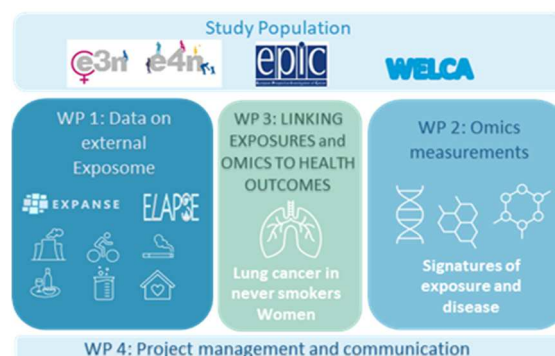 Study Population
e3n e4n epic WELCA
WP 1: Data on
external
Exposome
EXPANSE ELAPSE
WP 3: LINKING
EXPOSURES and
OMICS TO HEALTH
OUTCOMES
Lung cancer in
never smokers
Women
WP 2: Omics
measurements
Signatures of
exposure and
disease
WP 4: Project management and communication